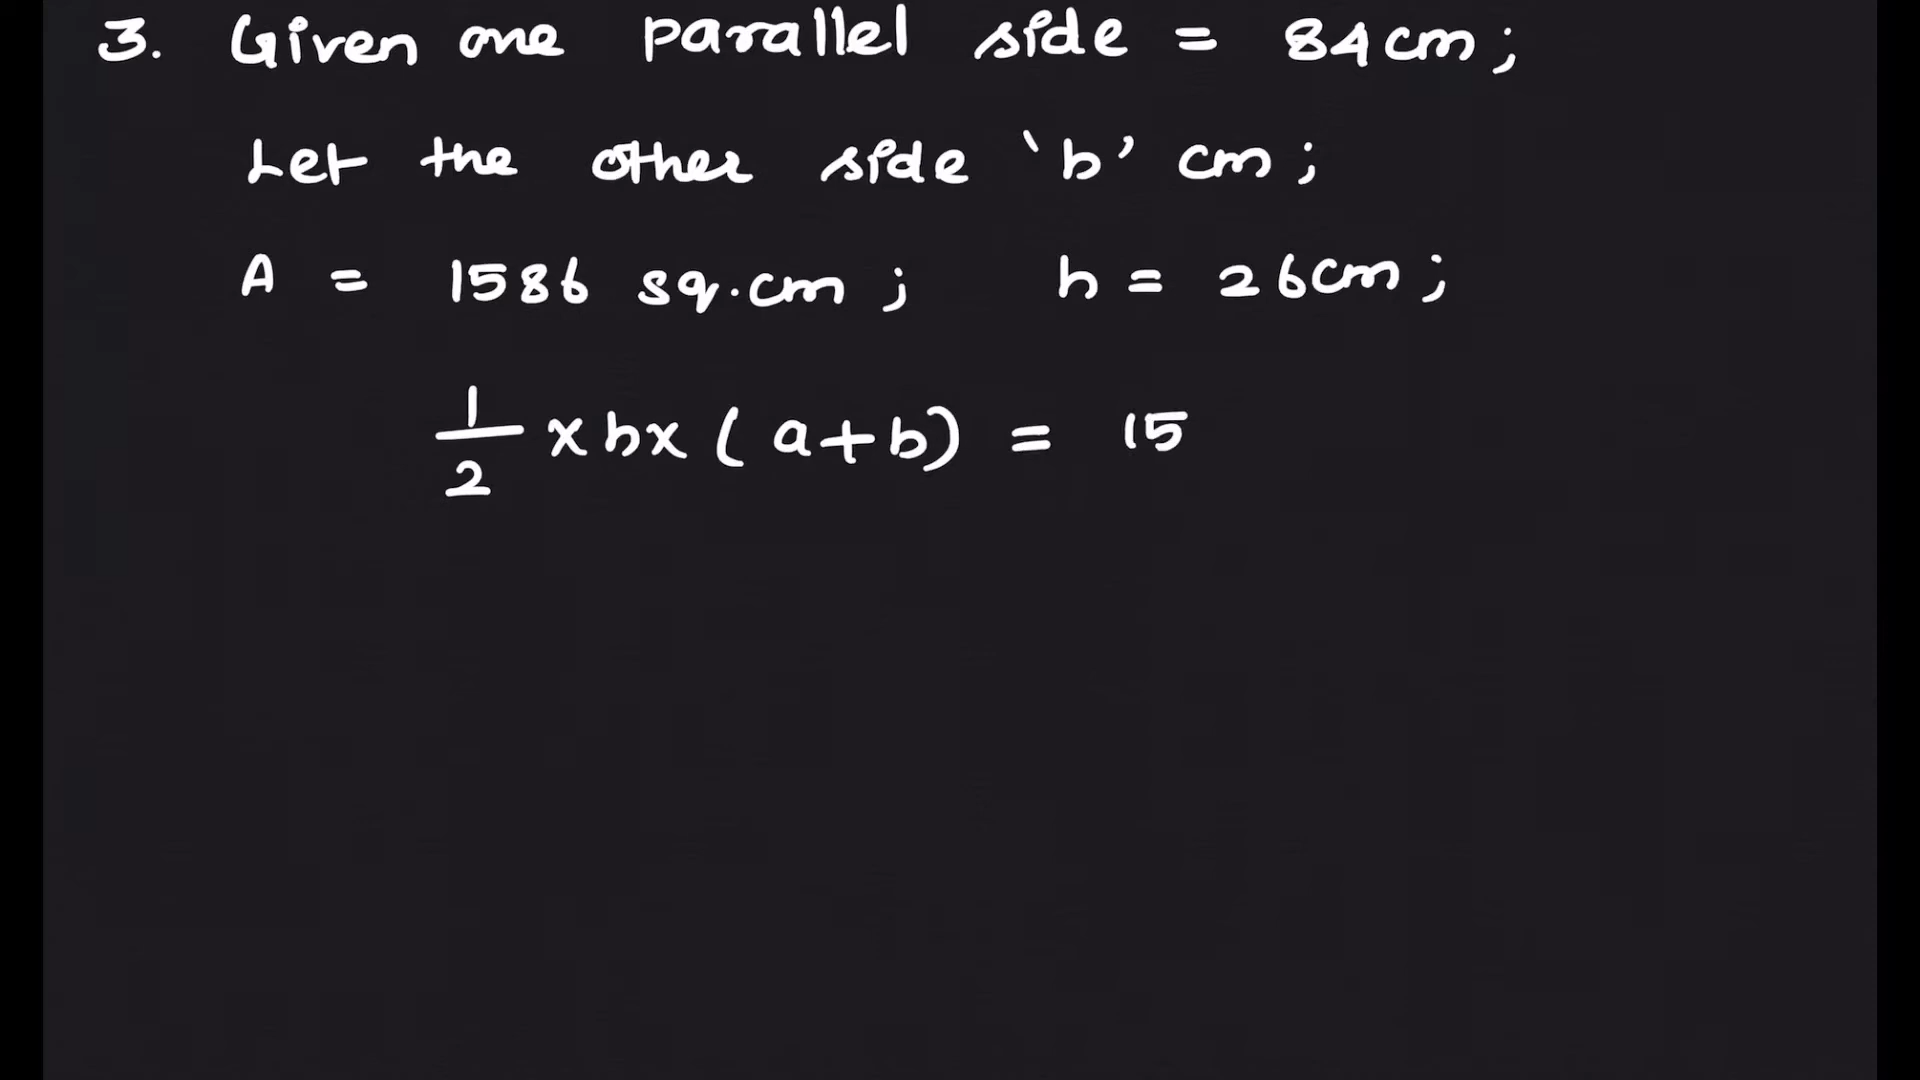 3. Given one parallel side = 84cm;
Let the other side 'b' cm;
A = 1586 sq.cm; h = 26cm;
1/2 x h x (a+b) = 15